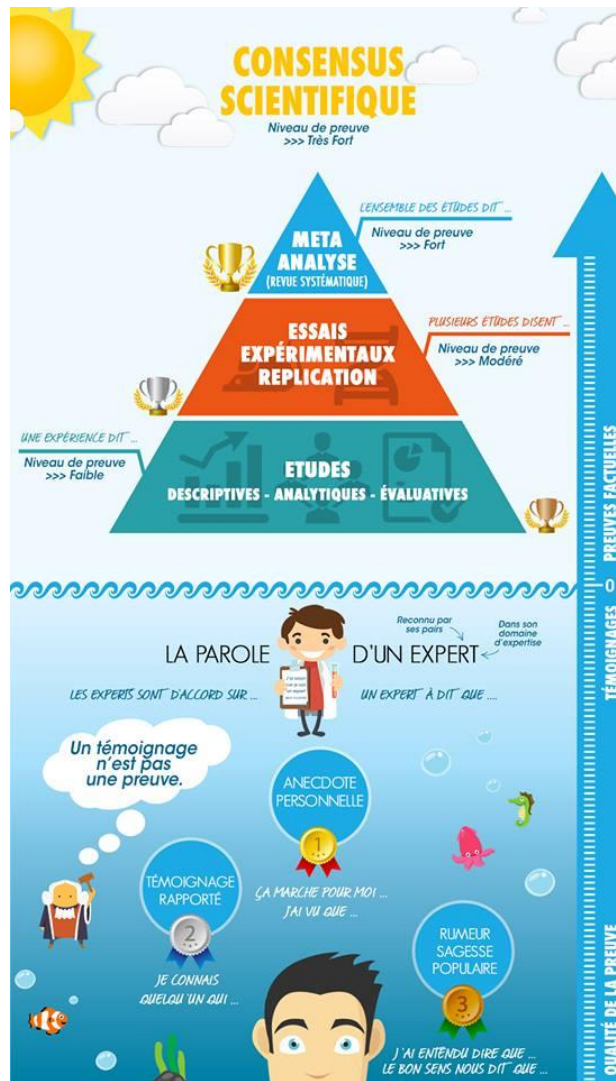 CONSENSUS
SCIENTIFIQUE
Niveau de preuve
>>> Très Fort
L'ENSEMBLE DES ÉTUDES DIT ...
Niveau de preuve
>>> Fort
META
ANALYSE
(REVUE SYSTÉMATIQUE)
PLUSIEURS ÉTUDES DISENT ...
Niveau de preuve
>>> Modéré
ESSAIS
EXPÉRIMENTAUX
REPLICATION
UNE EXPÉRIENCE DIT ...
Niveau de preuve
>>> Faible
ETUDES
DESCRIPTIVES - ANALYTIQUES - ÉVALUATIVES
PREUVES FACTUELLES
0
TÉMOIGNAGES
QUALITÉ DE LA PREUVE
Reconnu par
ses pairs
Dans son
domaine
d'expertise
LA PAROLE D'UN EXPERT
LES EXPERTS SONT D'ACCORD SUR ...
UN EXPERT À DIT QUE ....
Un témoignage
n'est pas
une preuve.
ANECDOTE
PERSONNELLE
1
ÇA MARCHE POUR MOI ...
J'AI VU QUE ...
TÉMOIGNAGE
RAPPORTÉ
2
JE CONNAIS
QUELQU'UN QUI ...
RUMEUR
SAGESSE
POPULAIRE
3
J'AI ENTENDU DIRE QUE ...
LE BON SENS NOUS DIT QUE ...